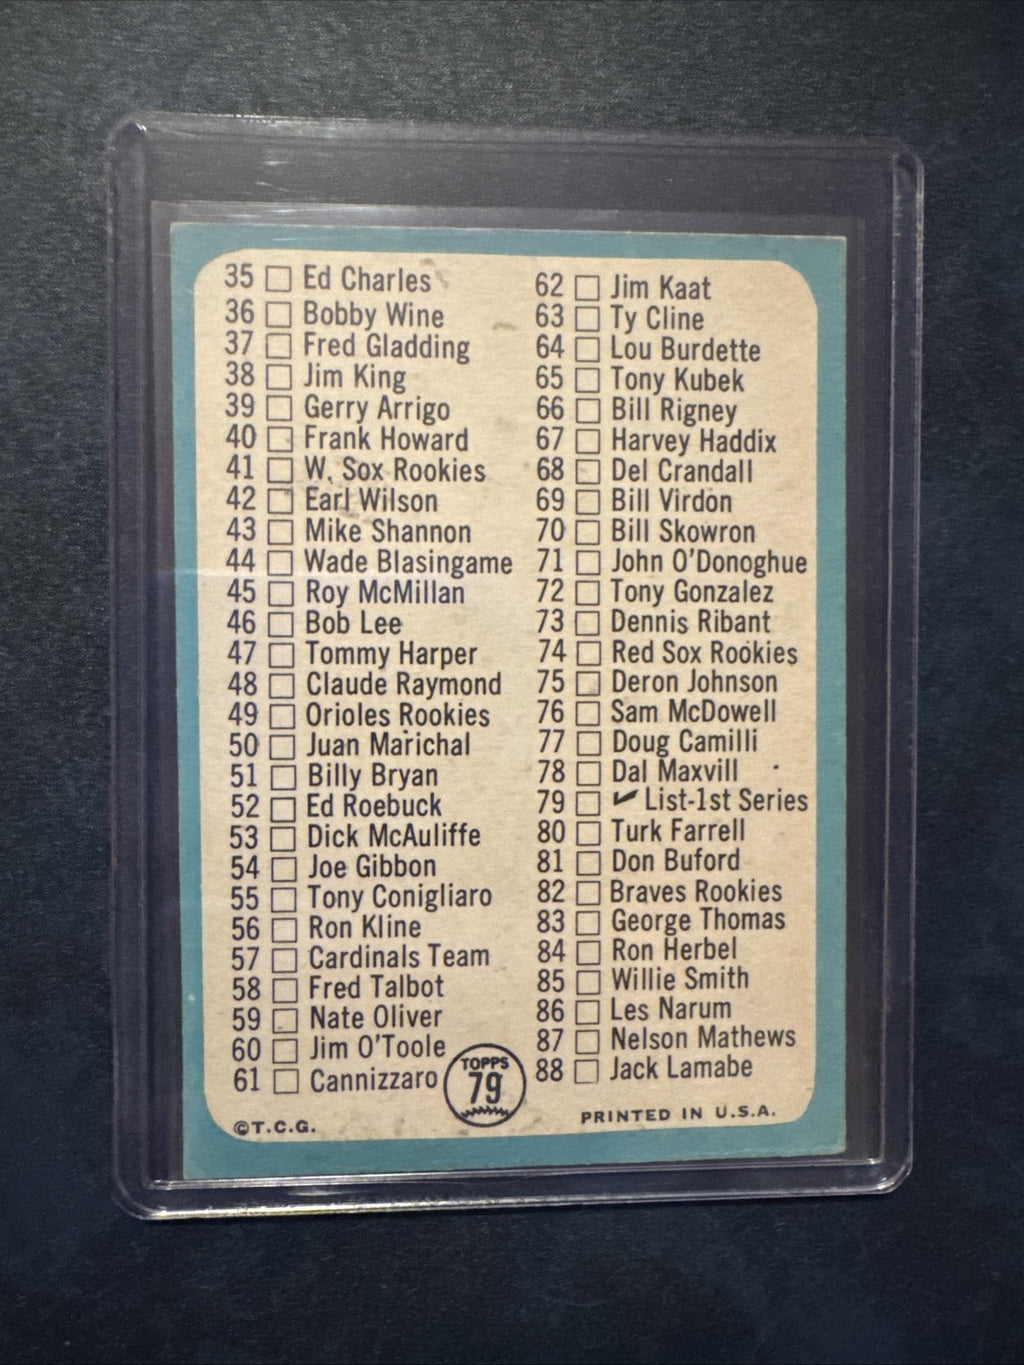 35 Ed Charles
36 Bobby Wine
37 Fred Gladding
38 Jim King
39 Gerry Arrigo
40 Frank Howard
41 W. Sox Rookies
42 Earl Wilson
43 Mike Shannon
44 Wade Blasingame
45 Roy McMillan
46 Bob Lee
47 Tommy Harper
48 Claude Raymond
49 Orioles Rookies
50 Juan Marichal
51 Billy Bryan
52 Ed Roebuck
53 Dick McAuliffe
54 Joe Gibbon
55 Tony Conigliaro
56 Ron Kline
57 Cardinals Team
58 Fred Talbot
59 Nate Oliver
60 Jim O'Toole
61 Cannizzaro
©T.C.G.
TOPPS
79
62 Jim Kaat
63 Ty Cline
64 Lou Burdette
65 Tony Kubek
66 Bill Rigney
67 Harvey Haddix
68 Del Crandall
69 Bill Virdon
70 Bill Skowron
71 John O'Donoghue
72 Tony Gonzalez
73 Dennis Ribant
74 Red Sox Rookies
75 Deron Johnson
76 Sam McDowell
77 Doug Camilli
78 Dal Maxvill
79 ✔ List-1st Series
80 Turk Farrell
81 Don Buford
82 Braves Rookies
83 George Thomas
84 Ron Herbel
85 Willie Smith
86 Les Narum
87 Nelson Mathews
88 Jack Lamabe
PRINTED IN U.S.A.